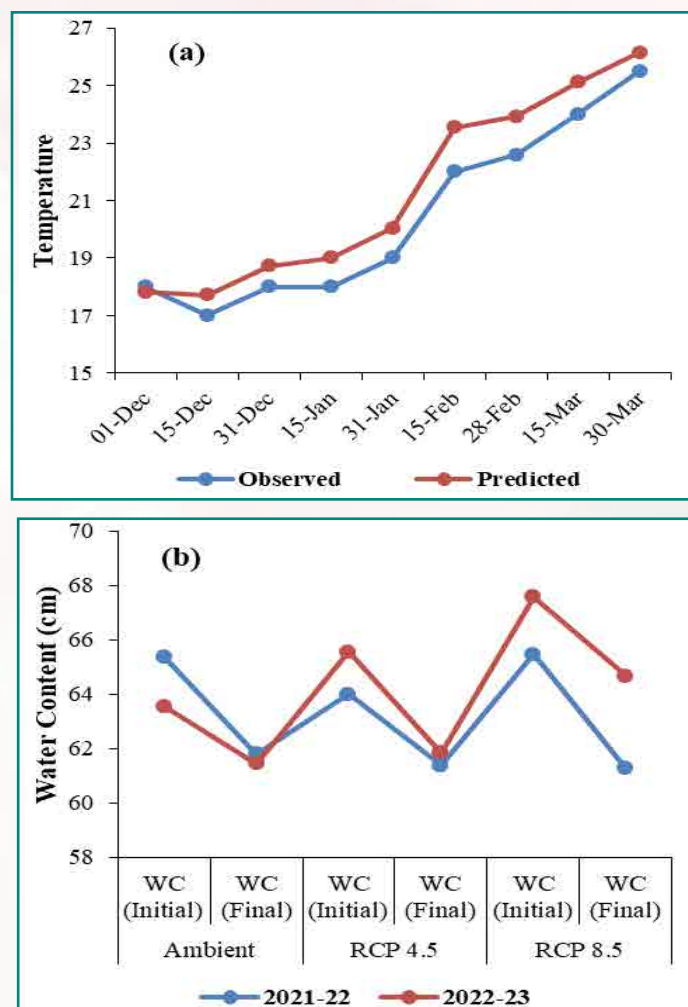 27
(a)
25
23
21
19
17
15
Temperature
01-Dec
15-Dec
31-Dec
15-Jan
31-Jan
15-Feb
28-Feb
15-Mar
30-Mar
Observed
Predicted
70
(b)
68
66
64
62
60
58
Water Content (cm)
WC WC WC WC WC WC
(Initial) (Final) (Initial) (Final) (Initial) (Final)
Ambient RCP 4.5 RCP 8.5
2021-22 2022-23